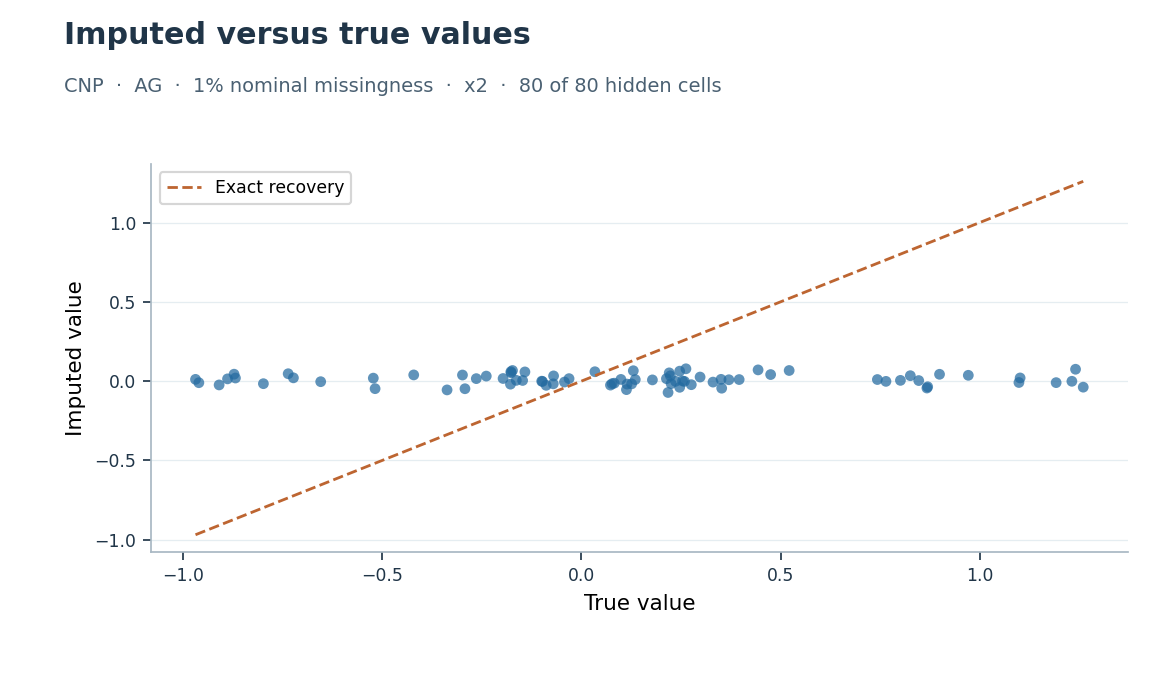 Imputed versus true values
CNP · AG · 1% nominal missingness · x2 · 80 of 80 hidden cells
Exact recovery
1.0
0.5
0.0
−0.5
−1.0
Imputed value
−1.0 −0.5 0.0 0.5 1.0
True value